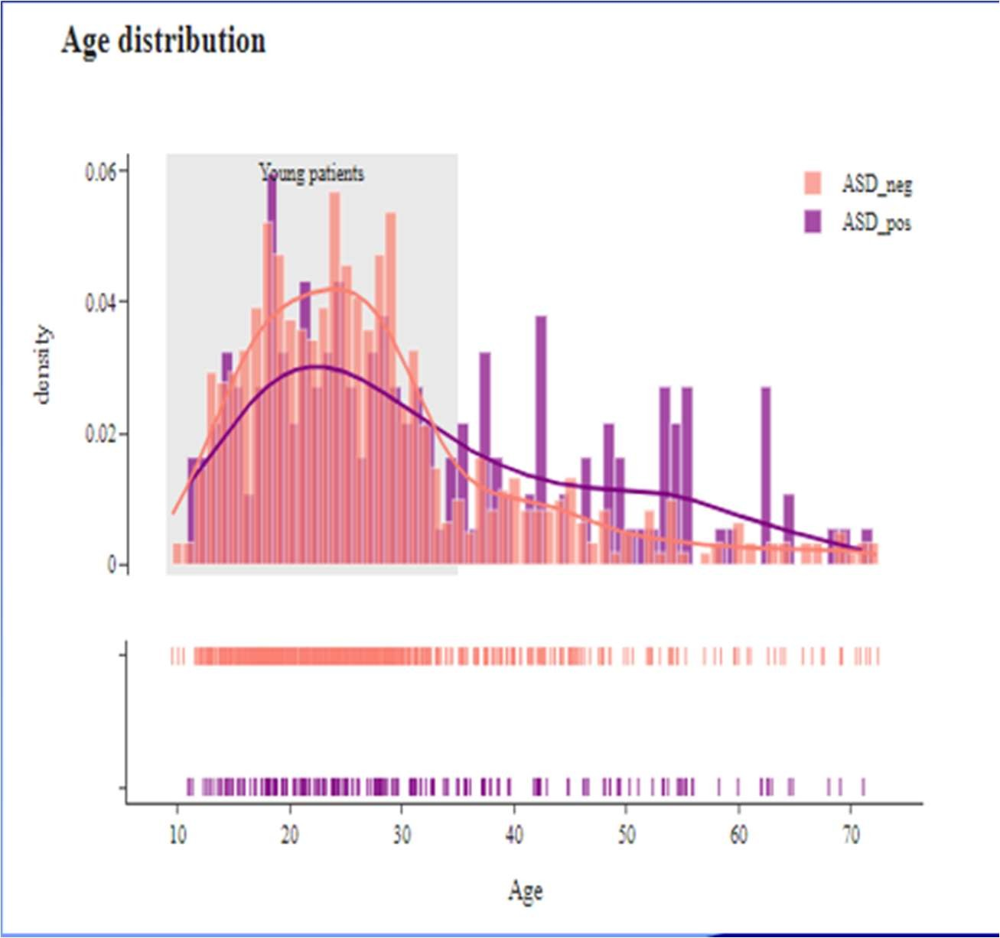 Age distribution
Young patients
ASD_neg
ASD_pos
0.06
0.04
0.02
0
density
10 20 30 40 50 60 70
Age